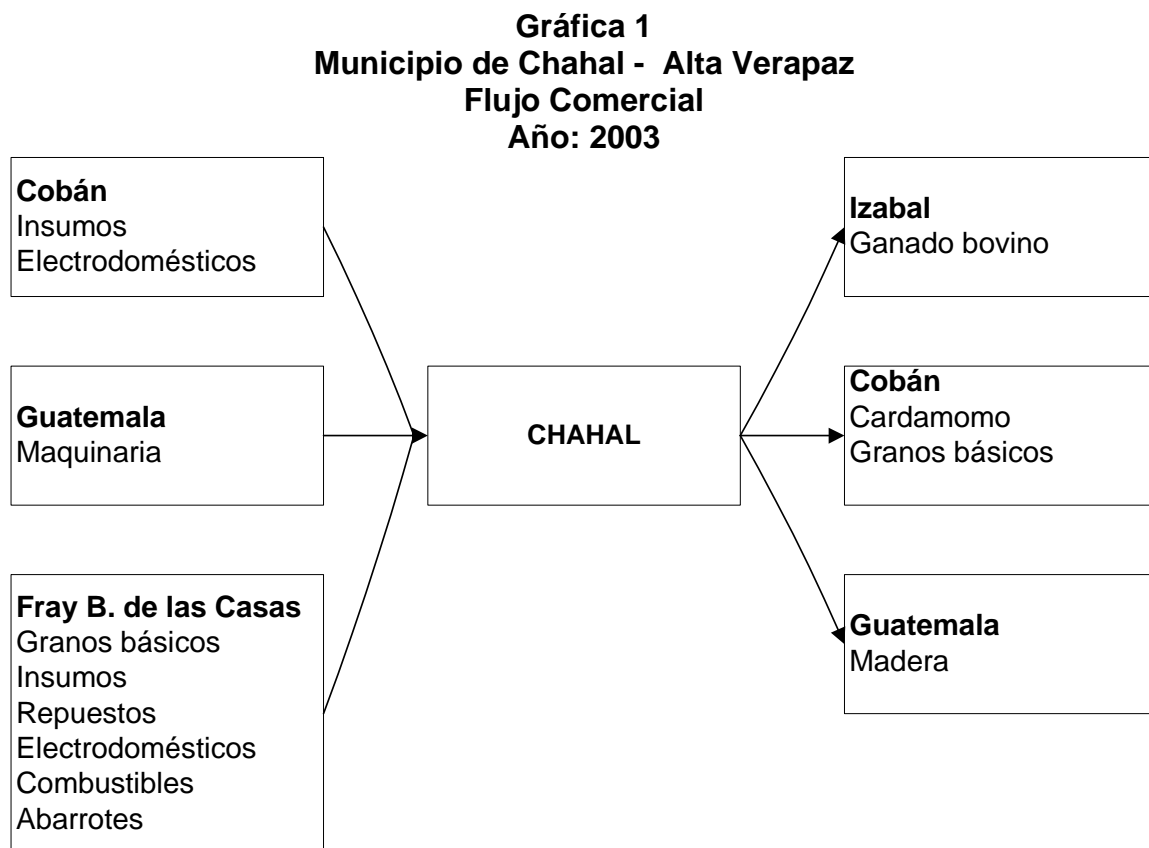 Gráfica 1
Municipio de Chahal -  Alta Verapaz
Flujo Comercial
Año: 2003
Cobán
Insumos
Electrodomésticos
Guatemala
Maquinaria
Fray B. de las Casas
Granos básicos
Insumos
Repuestos
Electrodomésticos
Combustibles
Abarrotes
CHAHAL
Izabal
Ganado bovino
Cobán
Cardamomo
Granos básicos
Guatemala
Madera